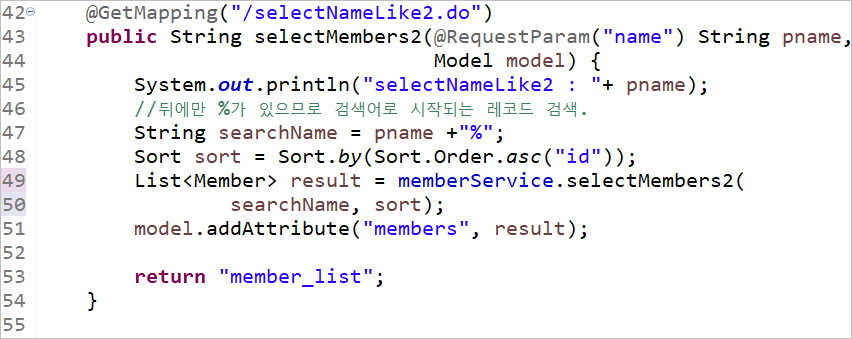 42 @GetMapping("/selectNameLike2.do")
43 public String selectMembers2(@RequestParam("name") String pname,
44 Model model) {
45 System.out.println("selectNameLike2 : "+ pname);
46 //뒤에만 %가 있으므로 검색어로 시작되는 레코드 검색.
47 String searchName = pname +"%";
48 Sort sort = Sort.by(Sort.Order.asc("id"));
49 List<Member> result = memberService.selectMembers2(
50 searchName, sort);
51 model.addAttribute("members", result);
52
53 return "member_list";
54 }
55